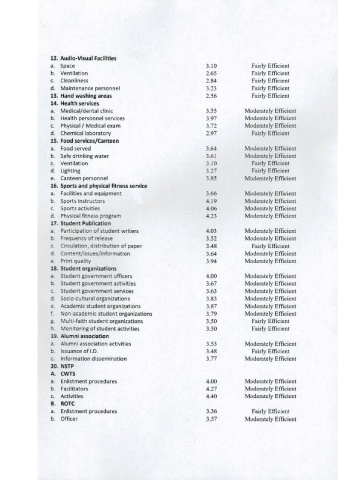 12. Audio-Visual Facilities
a. Space 3.10 Fairly Efficient
b. Ventilation 2.65 Fairly Efficient
c. Cleanliness 2.84 Fairly Efficient
d. Maintenance personnel 3.23 Fairly Efficient
13. Hand washing areas 2.56 Fairly Efficient
14. Health services
a. Medical/dental clinic 3.55 Moderately Efficient
b. Health personnel services 3.97 Moderately Efficient
c. Physical / Medical exam 3.72 Moderately Efficient
d. Chemical laboratory 2.97 Fairly Efficient
15. Food services/Canteen
a. Food served 3.64 Moderately Efficient
b. Safe drinking water 3.61 Moderately Efficient
c. Ventilation 3.10 Fairly Efficient
d. Lighting 3.27 Fairly Efficient
e. Canteen personnel 3.85 Moderately Efficient
16. Sports and physical fitness service
a. Facilities and equipment 3.66 Moderately Efficient
b. Sports instructors 4.19 Moderately Efficient
c. Sports activities 4.06 Moderately Efficient
d. Physical fitness program 4.23 Moderately Efficient
17. Student Publication
a. Participation of student writers 4.03 Moderately Efficient
b. Frequency of release 3.52 Moderately Efficient
c. Circulation, distribution of paper 3.48 Fairly Efficient
d. Content/issues/information 3.64 Moderately Efficient
e. Print quality 3.94 Moderately Efficient
18. Student organizations
a. Student government officers 4.00 Moderately Efficient
b. Student government activities 3.67 Moderately Efficient
c. Student government services 3.63 Moderately Efficient
d. Socio-cultural organizations 3.83 Moderately Efficient
e. Academic student organizations 3.87 Moderately Efficient
f. Non-academic student organizations 3.79 Moderately Efficient
g. Multi-faith student organizations 3.50 Fairly Efficient
h. Monitoring of student activities 3.50 Fairly Efficient
19. Alumni association
a. Alumni association activities 3.53 Moderately Efficient
b. Issuance of I.D. 3.48 Fairly Efficient
c. Information dissemination 3.77 Moderately Efficient
20. NSTP
A. CWTS
a. Enlistment procedures 4.00 Moderately Efficient
b. Facilitators 4.27 Moderately Efficient
c. Activities 4.40 Moderately Efficient
B. ROTC
a. Enlistment procedures 3.36 Fairly Efficient
b. Officer 3.57 Moderately Efficient